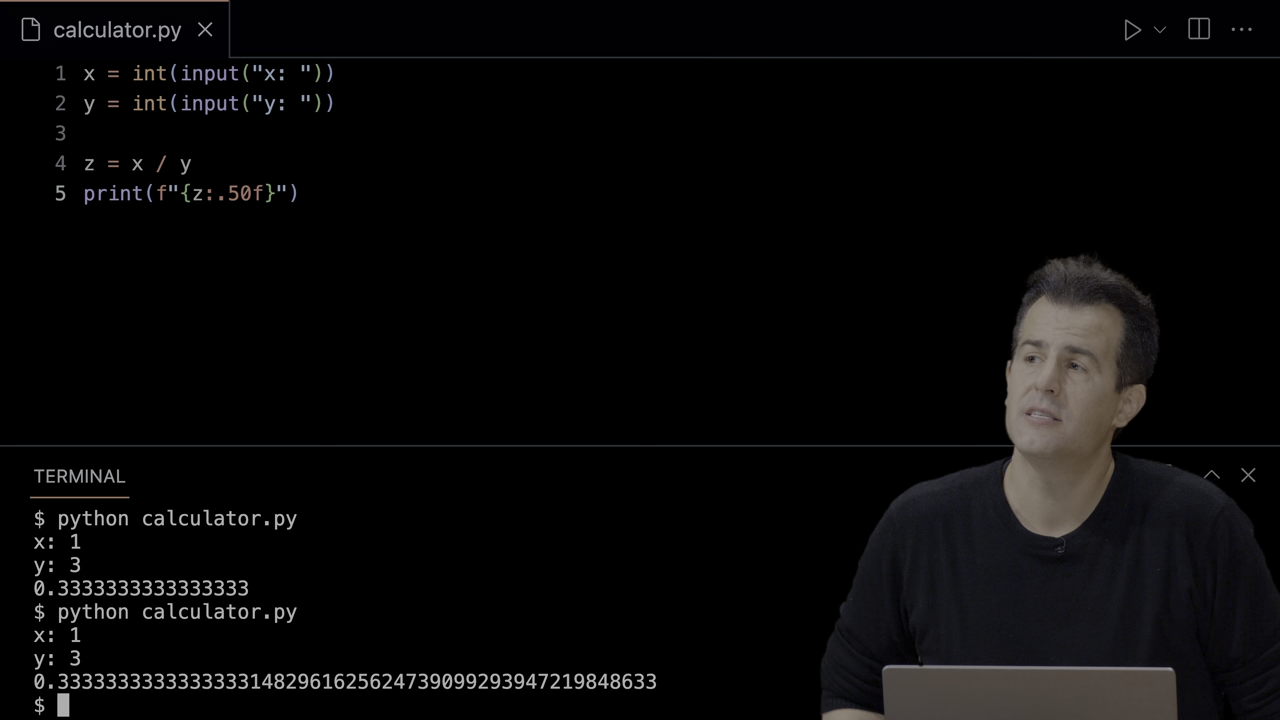 calculator.py
1 x = int(input("x: "))
2 y = int(input("y: "))
3
4 z = x / y
5 print(f"{z:.50f}")
TERMINAL
$ python calculator.py
x: 1
y: 3
0.3333333333333333
$ python calculator.py
x: 1
y: 3
0.33333333333333331482961625624739099293947219848633
$